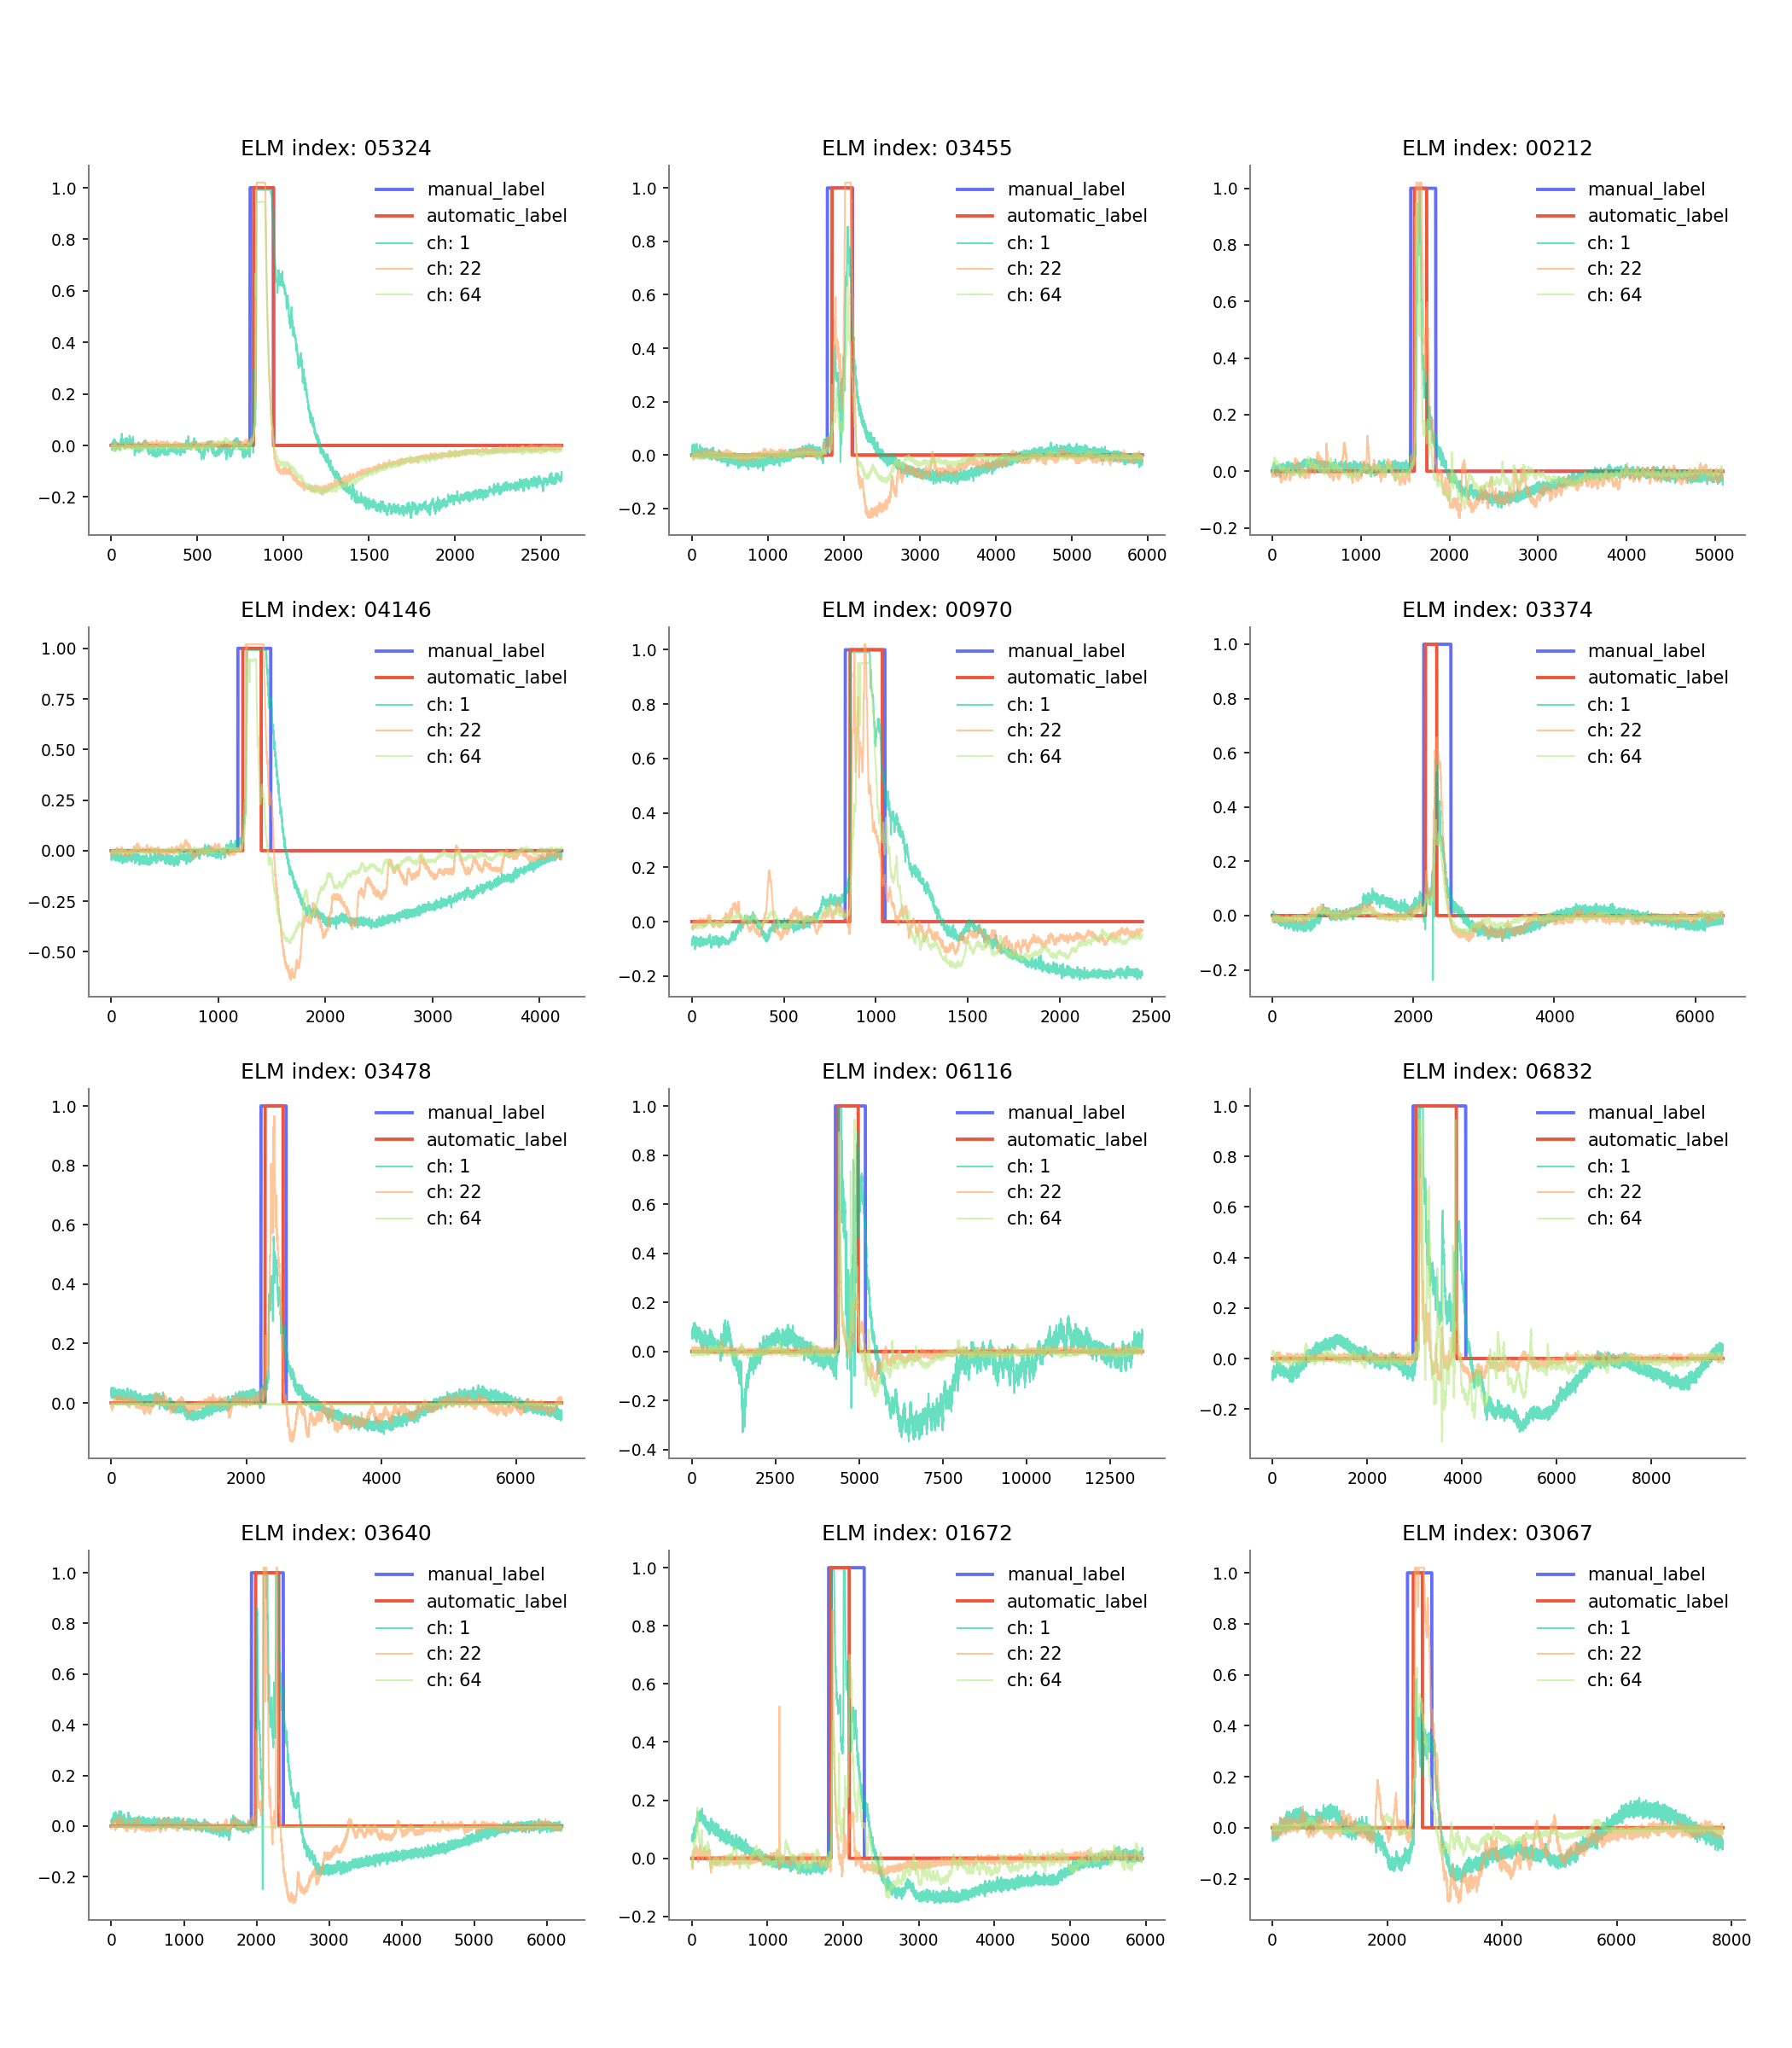 ELM index: 05324
1.0
0.8
0.6
0.4
0.2
0.0
−0.2
0 500 1000 1500 2000 2500
manual_label
automatic_label
ch: 1
ch: 22
ch: 64
ELM index: 03455
1.0
0.8
0.6
0.4
0.2
0.0
−0.2
0 1000 2000 3000 4000 5000 6000
manual_label
automatic_label
ch: 1
ch: 22
ch: 64
ELM index: 00212
1.0
0.8
0.6
0.4
0.2
0.0
−0.2
0 1000 2000 3000 4000 5000
manual_label
automatic_label
ch: 1
ch: 22
ch: 64
ELM index: 04146
1.00
0.75
0.50
0.25
0.00
−0.25
−0.50
0 1000 2000 3000 4000
manual_label
automatic_label
ch: 1
ch: 22
ch: 64
ELM index: 00970
1.0
0.8
0.6
0.4
0.2
0.0
−0.2
0 500 1000 1500 2000 2500
manual_label
automatic_label
ch: 1
ch: 22
ch: 64
ELM index: 03374
1.0
0.8
0.6
0.4
0.2
0.0
−0.2
0 2000 4000 6000
manual_label
automatic_label
ch: 1
ch: 22
ch: 64
ELM index: 03478
1.0
0.8
0.6
0.4
0.2
0.0
0 2000 4000 6000
manual_label
automatic_label
ch: 1
ch: 22
ch: 64
ELM index: 06116
1.0
0.8
0.6
0.4
0.2
0.0
−0.2
−0.4
0 2500 5000 7500 10000 12500
manual_label
automatic_label
ch: 1
ch: 22
ch: 64
ELM index: 06832
1.0
0.8
0.6
0.4
0.2
0.0
−0.2
0 2000 4000 6000 8000
manual_label
automatic_label
ch: 1
ch: 22
ch: 64
ELM index: 03640
1.0
0.8
0.6
0.4
0.2
0.0
−0.2
0 1000 2000 3000 4000 5000 6000
manual_label
automatic_label
ch: 1
ch: 22
ch: 64
ELM index: 01672
1.0
0.8
0.6
0.4
0.2
0.0
−0.2
0 1000 2000 3000 4000 5000 6000
manual_label
automatic_label
ch: 1
ch: 22
ch: 64
ELM index: 03067
1.0
0.8
0.6
0.4
0.2
0.0
−0.2
0 2000 4000 6000 8000
manual_label
automatic_label
ch: 1
ch: 22
ch: 64